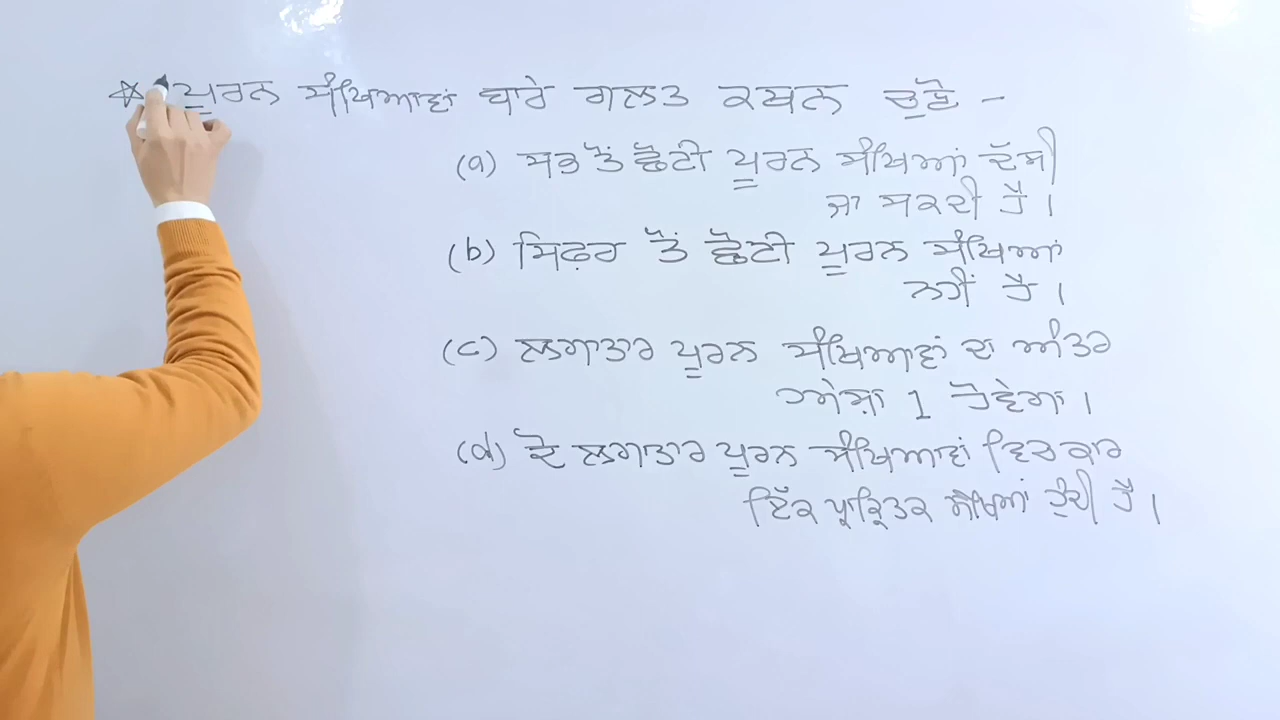 ☆ ਪੂਰਨ ਸੰਖਿਆਵਾਂ ਬਾਰੇ ਗਲਤ ਕਥਨ ਚੁਣੋ –
(a) ਸਭ ਤੋਂ ਛੋਟੀ ਪੂਰਨ ਸੰਖਿਆਂ ਦੱਸੀ
ਜਾ ਸਕਦੀ ਹੈ।
(b) ਸਿਫ਼ਰ ਤੋਂ ਛੋਟੀ ਪੂਰਨ ਸੰਖਿਆਂ
ਨਹੀਂ ਹੈ।
(c) ਲਗਾਤਾਰ ਪੂਰਨ ਸੰਖਿਆਵਾਂ ਦਾ ਅੰਤਰ
ਹਮੇਸ਼ਾ 1 ਹੋਵੇਗਾ।
(d) ਦੋ ਲਗਾਤਾਰ ਪੂਰਨ ਸੰਖਿਆਵਾਂ ਵਿਚਕਾਰ
ਇੱਕ ਪ੍ਰਾਕ੍ਰਿਤਕ ਸੰਖਿਆਂ ਹੁੰਦੀ ਹੈ।